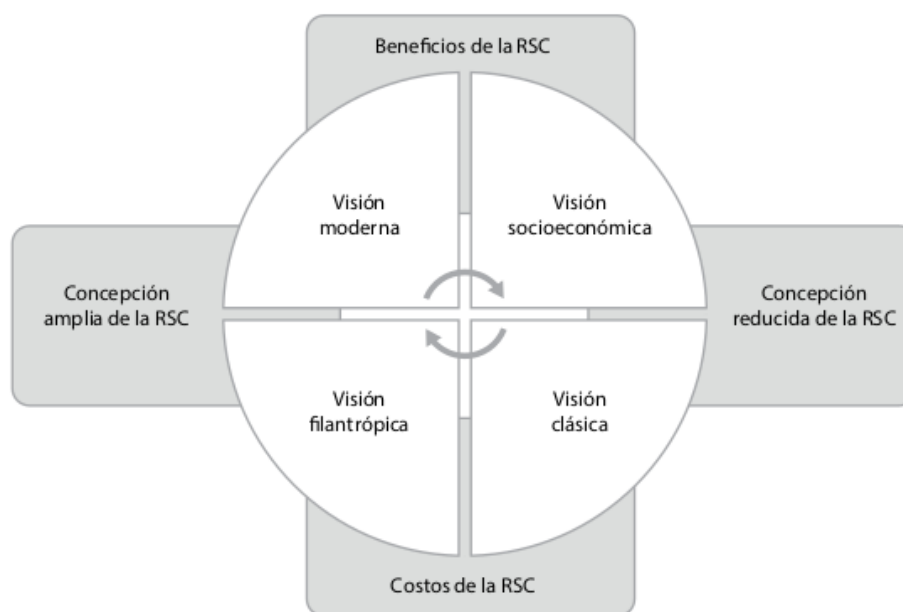 Beneficios de la RSC
Visión
moderna
Visión
socioeconómica
Concepción
amplia de la RSC
Concepción
reducida de la RSC
Visión
filantrópica
Visión
clásica
Costos de la RSC